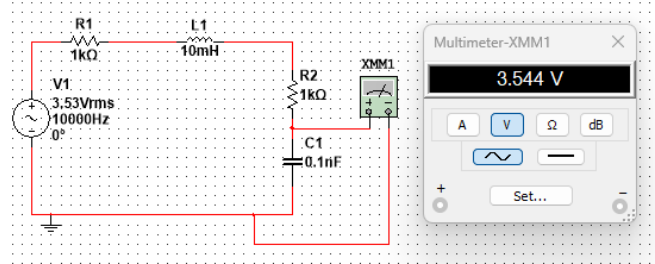 R1
1kΩ
L1
10mH
R2
1kΩ
XMM1
V1
3.53Vrms
10000Hz
0°
C1
0.1nF
Multimeter-XMM1
3.544 V
A V Ω dB
Set...